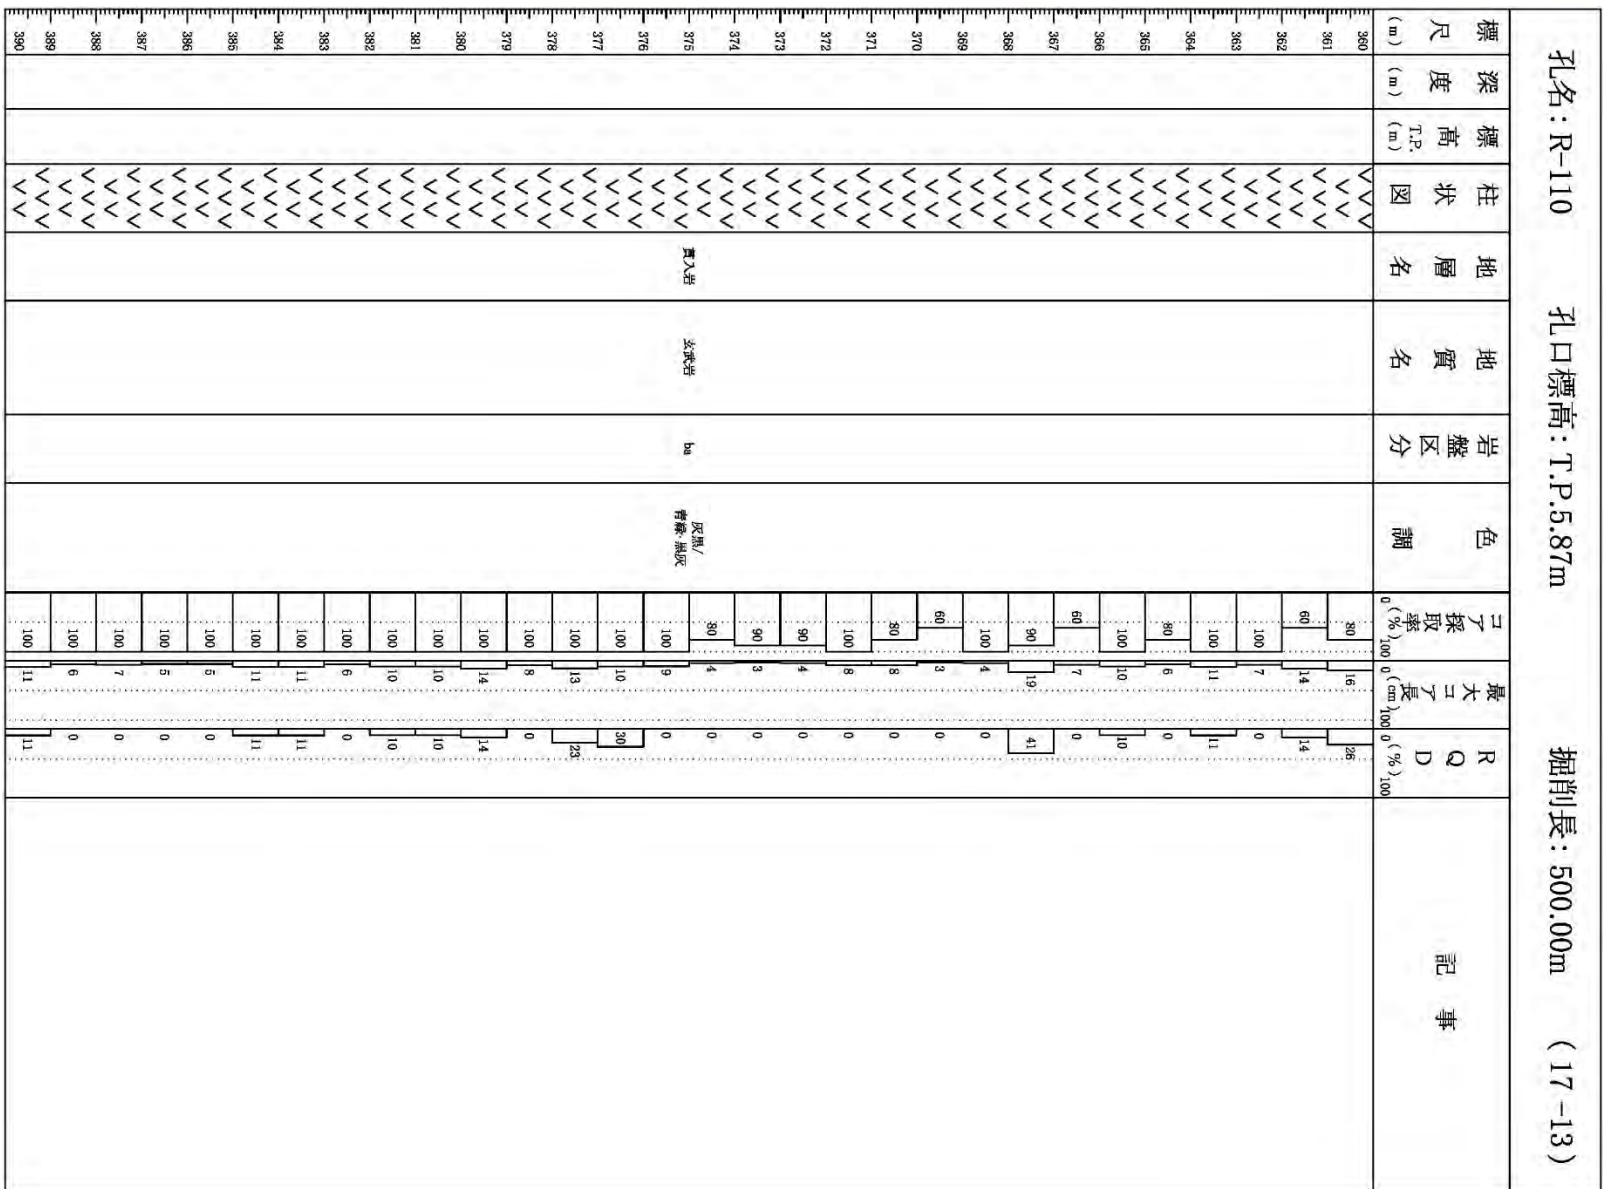 孔名: R-110 孔口標高: T.P.5.87m 掘削長: 500.00m (17-13)
標尺 (m)
深度 (m)
標高 T.P. (m)
柱状図
地層名
地質名
岩盤区分
色調
コア採取率 0 (%) 100
最大コア長 0 (cm) 100
RQD 0 (%) 100
記事
360
80 16 26
361
60 14 14
362
100 7 0
363
100 11 11
364
80 6 0
365
100 10 10
366
60 7 0
367
90 19 41
368
100 4 0
369
60 3 0
370
80 8 0
371
100 8 0
372
90 4 0
373
90 3 0
374
80 4 0
375 貫入岩 玄武岩 ba 灰黒/
青緑・黒灰
100 9 0
376
100 10 30
377
100 13 23
378
100 8 0
379
100 14 14
380
100 10 10
381
100 10 10
382
100 6 0
383
100 11 11
384
100 11 11
385
100 5 0
386
100 5 0
387
100 7 0
388
100 6 0
389
100 11 11
390